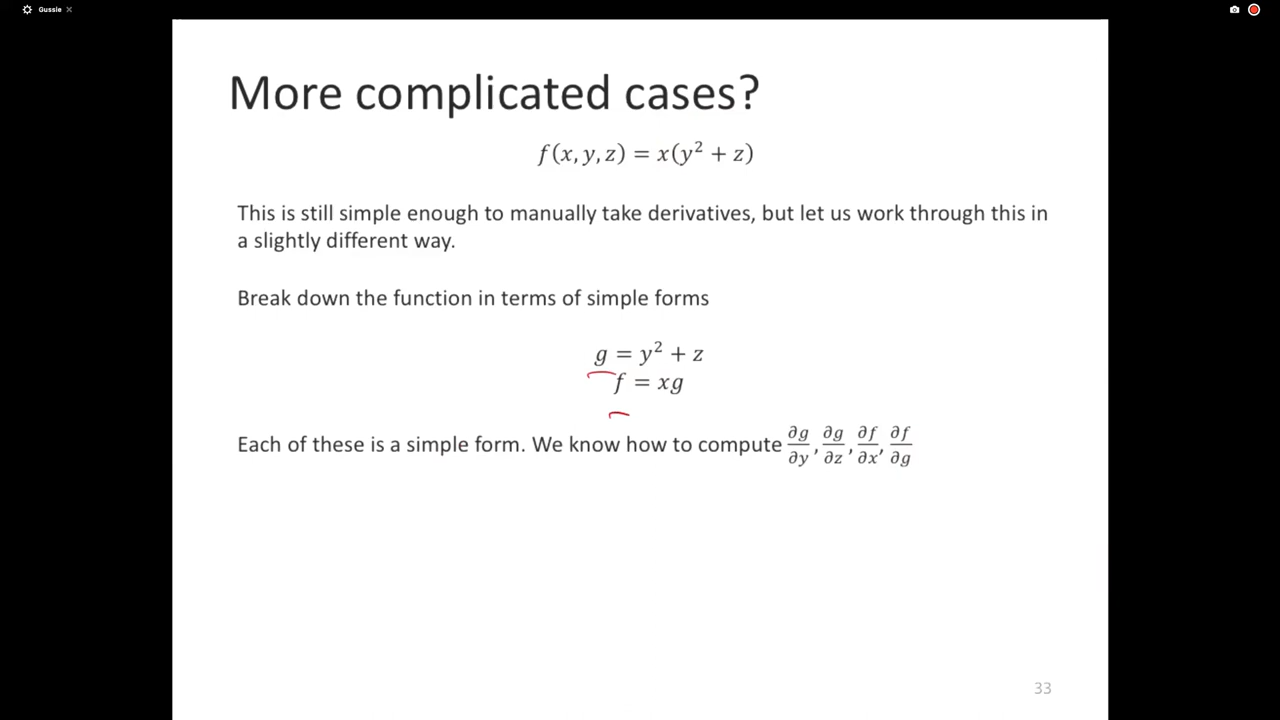 Gussie
More complicated cases?
f(x, y, z) = x(y² + z)
This is still simple enough to manually take derivatives, but let us work through this in
a slightly different way.
Break down the function in terms of simple forms
g = y² + z
f = xg
Each of these is a simple form. We know how to compute ∂g/∂y, ∂g/∂z, ∂f/∂x, ∂f/∂g
33